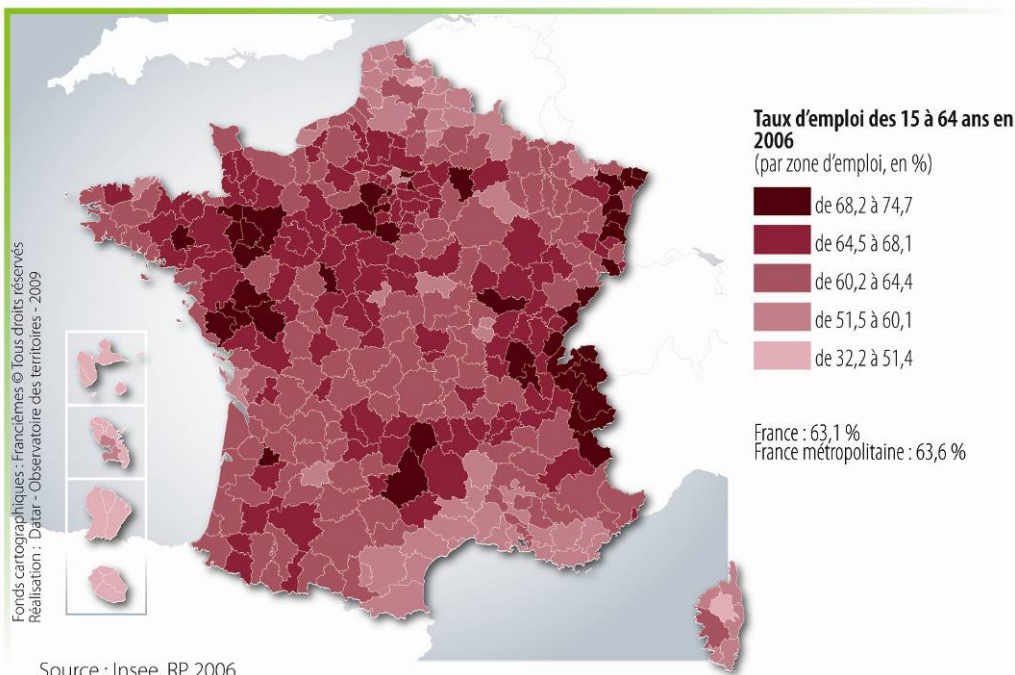 Taux d'emploi des 15 à 64 ans en
2006
(par zone d'emploi, en %)
de 68,2 à 74,7
de 64,5 à 68,1
de 60,2 à 64,4
de 51,5 à 60,1
de 32,2 à 51,4
France : 63,1 %
France métropolitaine : 63,6 %
Fonds cartographiques : Francièmes © Tous droits réservés
Réalisation : Datar - Observatoire des territoires - 2009
Source : Insee, RP 2006